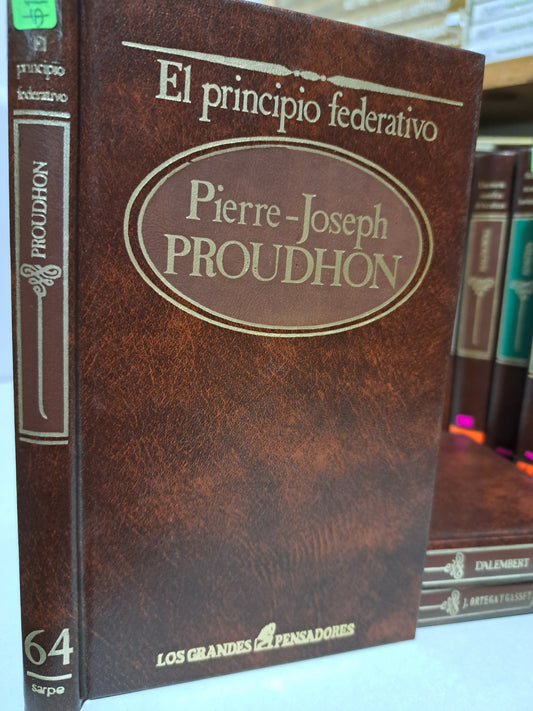 El principio federativo
Pierre-Joseph
PROUDHON
LOS GRANDES PENSADORES
El
principio
federativo
PROUDHON
64
sarpe
D'ALEMBERT
J. ORTEGA Y GASSET